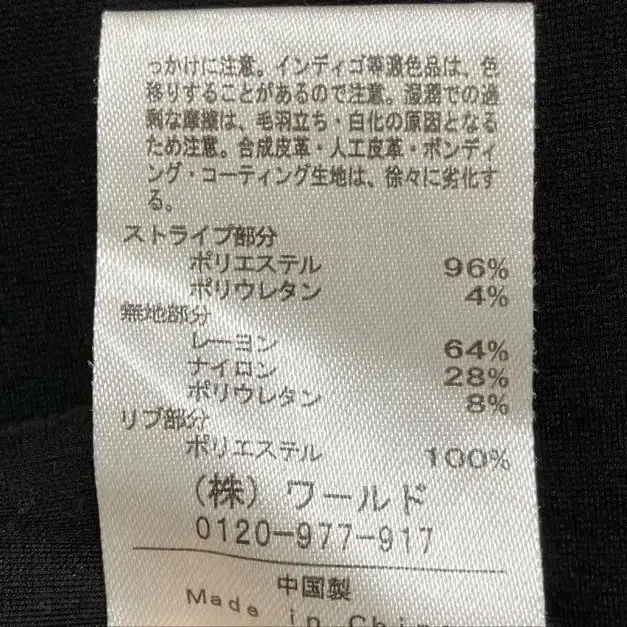 っかけに注意。インディゴ等濃色品は、色
移りすることがあるので注意。湿潤での過
剰な摩擦は、毛羽立ち・白化の原因となる
ため注意。合成皮革・人工皮革・ボンディ
ング・コーティング生地は、徐々に劣化す
る。
ストライプ部分
ポリエステル 96%
ポリウレタン 4%
無地部分
レーヨン 64%
ナイロン 28%
ポリウレタン 8%
リブ部分
ポリエステル 100%
(株) ワールド
0120-977-917
中国製
Made in China